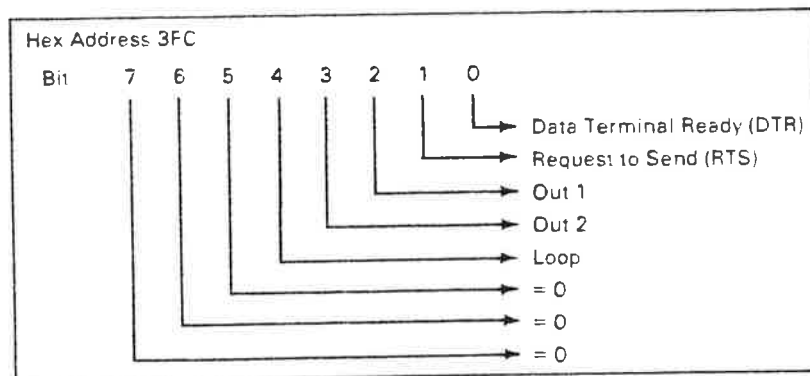 Hex Address 3FC
Bit 7 6 5 4 3 2 1 0
Data Terminal Ready (DTR)
Request to Send (RTS)
Out 1
Out 2
Loop
= 0
= 0
= 0